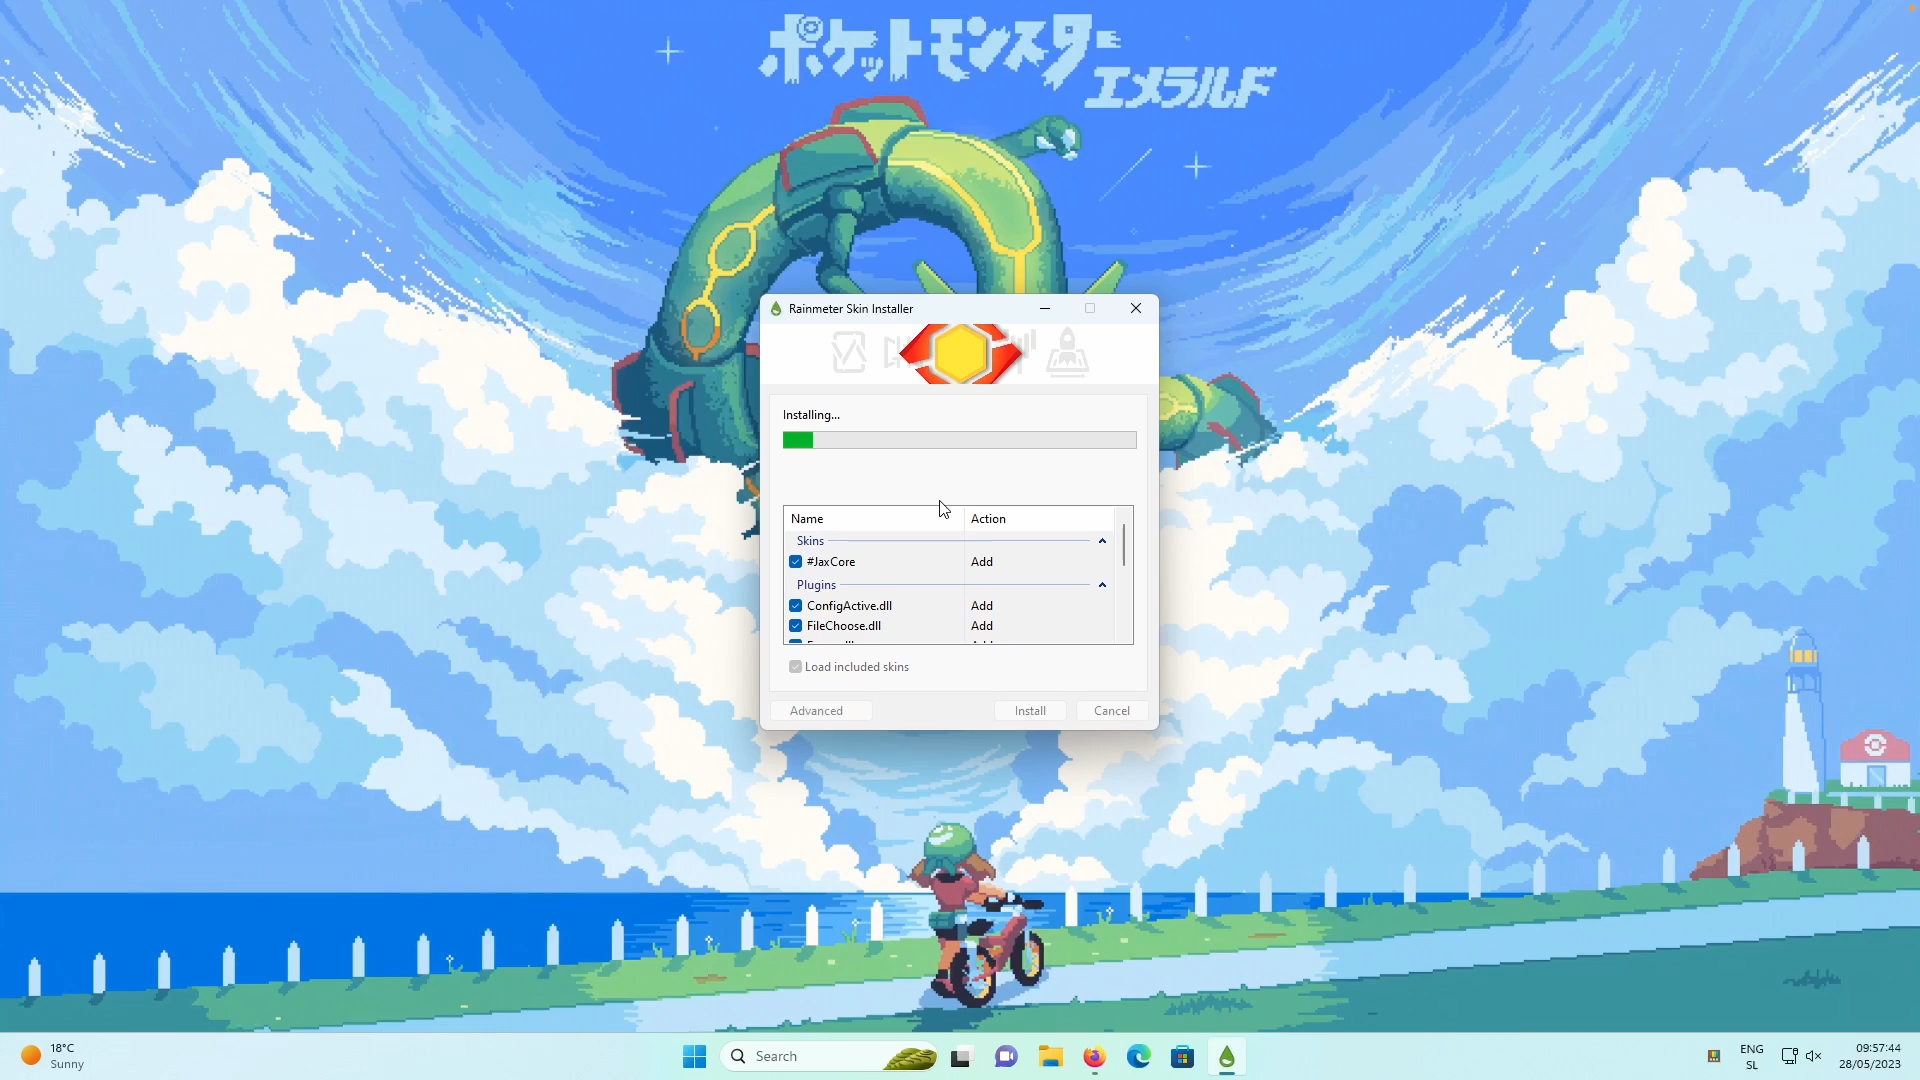 ポケットモンスター
エメラルド
Rainmeter Skin Installer
Installing...
Name Action
Skins
#JaxCore Add
Plugins
ConfigActive.dll Add
FileChoose.dll Add
Load included skins
Advanced Install Cancel
18°C
Sunny
Search
ENG
SL
09:57:44
28/05/2023